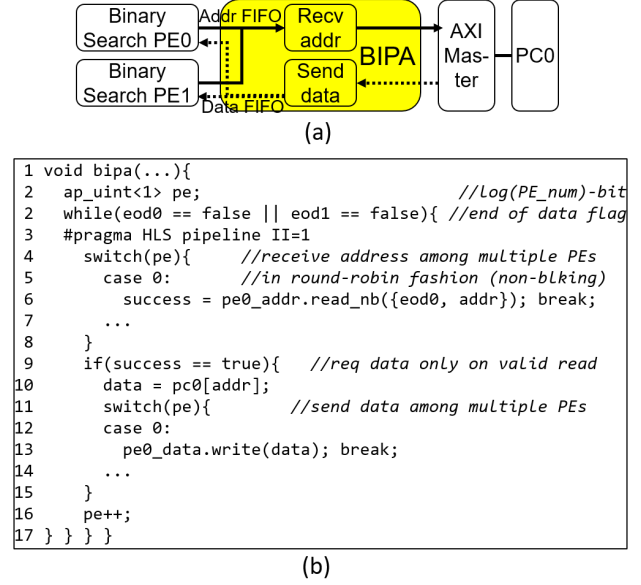 Binary Search PE0
Addr FIFO
Recv addr
BIPA
AXI Mas-ter
PC0
Binary Search PE1
Send data
Data FIFO
(a)
1 void bipa(...){
2 ap_uint<1> pe; //log(PE_num)-bit
2 while(eod0 == false || eod1 == false){ //end of data flag
3 #pragma HLS pipeline II=1
4 switch(pe){ //receive address among multiple PEs
5 case 0: //in round-robin fashion (non-blking)
6 success = pe0_addr.read_nb({eod0, addr}); break;
7 ...
8 }
9 if(success == true){ //req data only on valid read
10 data = pc0[addr];
11 switch(pe){ //send data among multiple PEs
12 case 0:
13 pe0_data.write(data); break;
14 ...
15 }
16 pe++;
17 } } } }
(b)